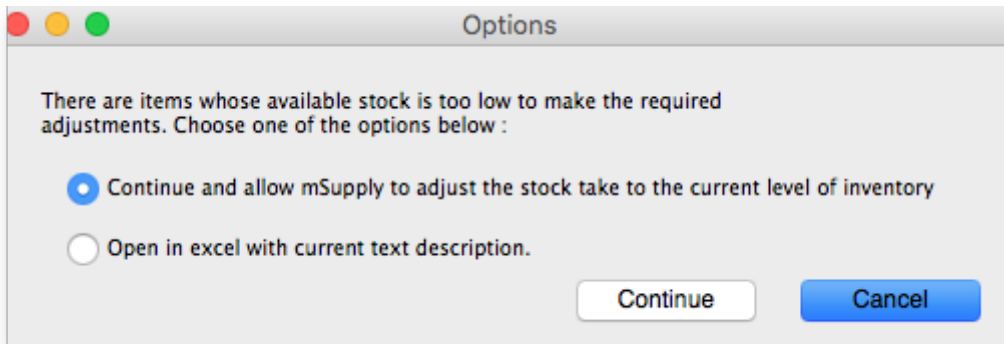 Options
There are items whose available stock is too low to make the required
adjustments. Choose one of the options below :
Continue and allow mSupply to adjust the stock take to the current level of inventory
Open in excel with current text description.
Continue Cancel